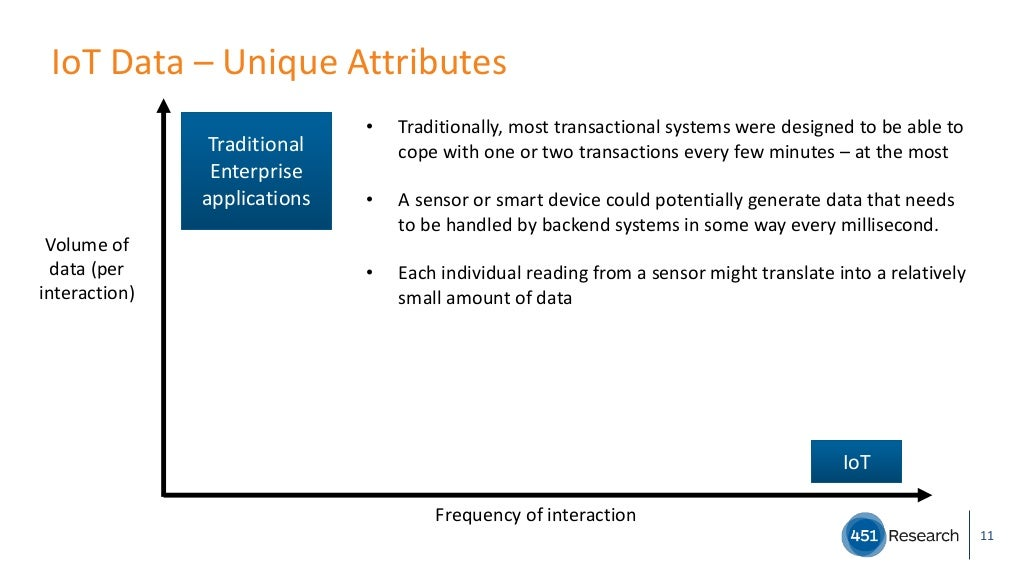 IoT Data – Unique Attributes
Traditional
Enterprise
applications
• Traditionally, most transactional systems were designed to be able to
cope with one or two transactions every few minutes – at the most
• A sensor or smart device could potentially generate data that needs
to be handled by backend systems in some way every millisecond.
• Each individual reading from a sensor might translate into a relatively
small amount of data
Volume of
data (per
interaction)
IoT
Frequency of interaction
451 Research
11